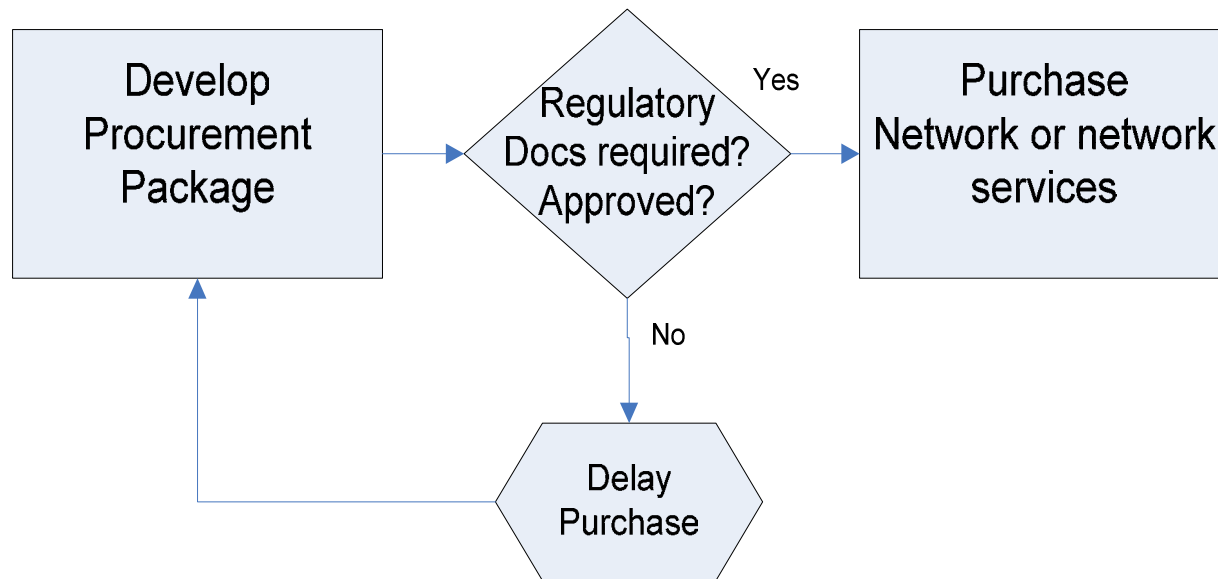 Develop
Procurement
Package
Regulatory
Docs required?
Approved?
Yes
Purchase
Network or network
services
No
Delay
Purchase